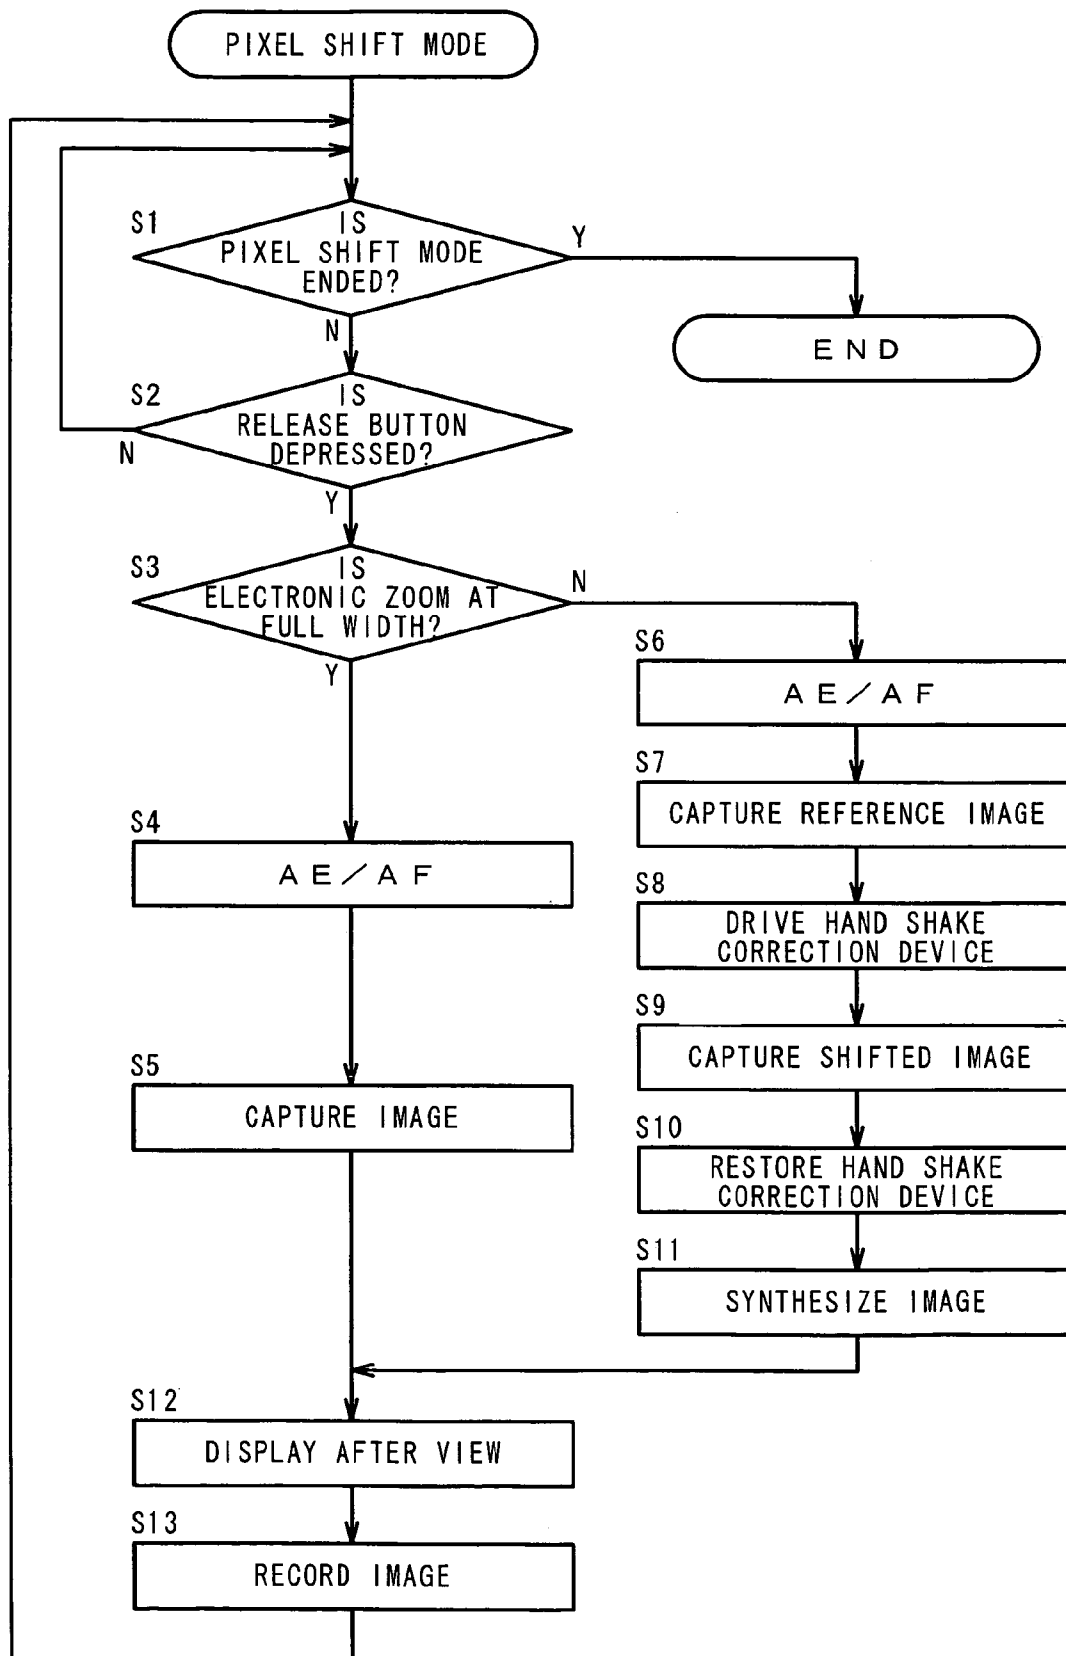 PIXEL SHIFT MODE
S1
IS
PIXEL SHIFT MODE
ENDED?
Y
N
END
S2
IS
RELEASE BUTTON
DEPRESSED?
N
Y
S3
IS
ELECTRONIC ZOOM AT
FULL WIDTH?
N
Y
S6
AE/AF
S7
CAPTURE REFERENCE IMAGE
S4
AE/AF
S8
DRIVE HAND SHAKE
CORRECTION DEVICE
S9
CAPTURE SHIFTED IMAGE
S5
CAPTURE IMAGE
S10
RESTORE HAND SHAKE
CORRECTION DEVICE
S11
SYNTHESIZE IMAGE
S12
DISPLAY AFTER VIEW
S13
RECORD IMAGE